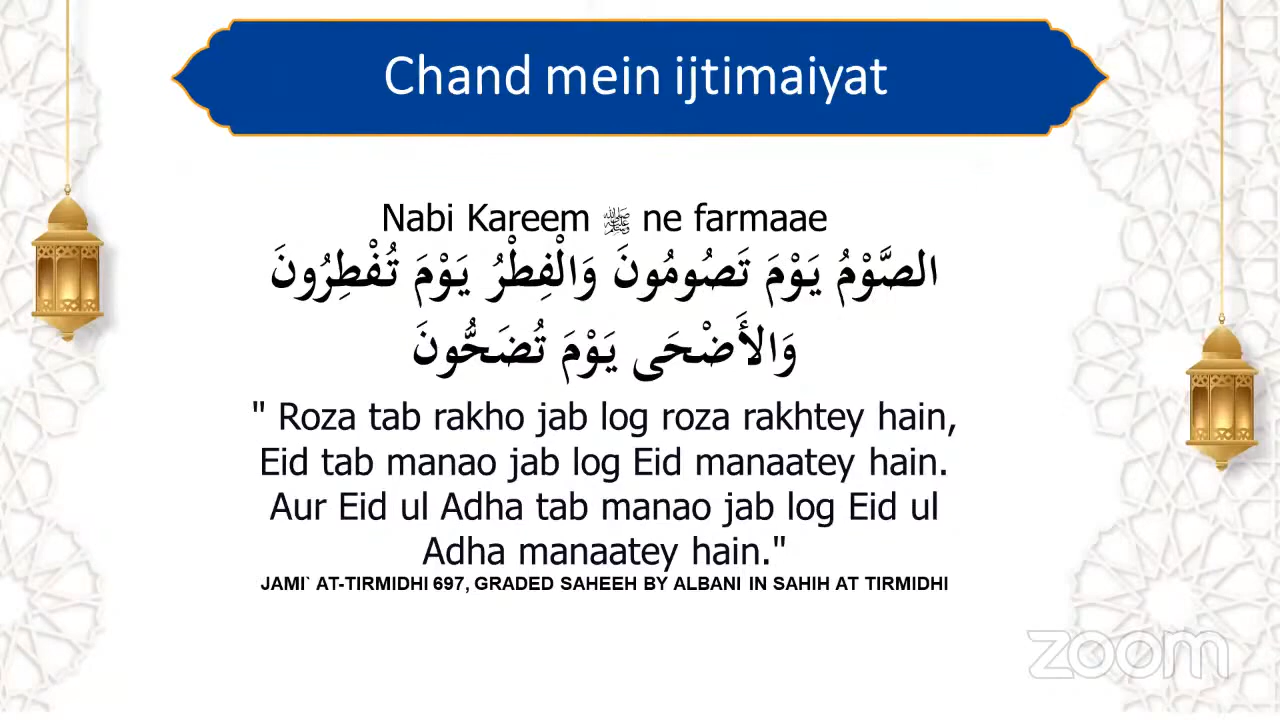 Chand mein ijtimaiyat
Nabi Kareem ﷺ ne farmaae
الصَّوْمُ يَوْمَ تَصُومُونَ وَالْفِطْرُ يَوْمَ تُفْطِرُونَ
وَالأَضْحَى يَوْمَ تُضَحُّونَ
" Roza tab rakho jab log roza rakhtey hain,
Eid tab manao jab log Eid manaatey hain.
Aur Eid ul Adha tab manao jab log Eid ul
Adha manaatey hain."
JAMI` AT-TIRMIDHI 697, GRADED SAHEEH BY ALBANI IN SAHIH AT TIRMIDHI
zoom